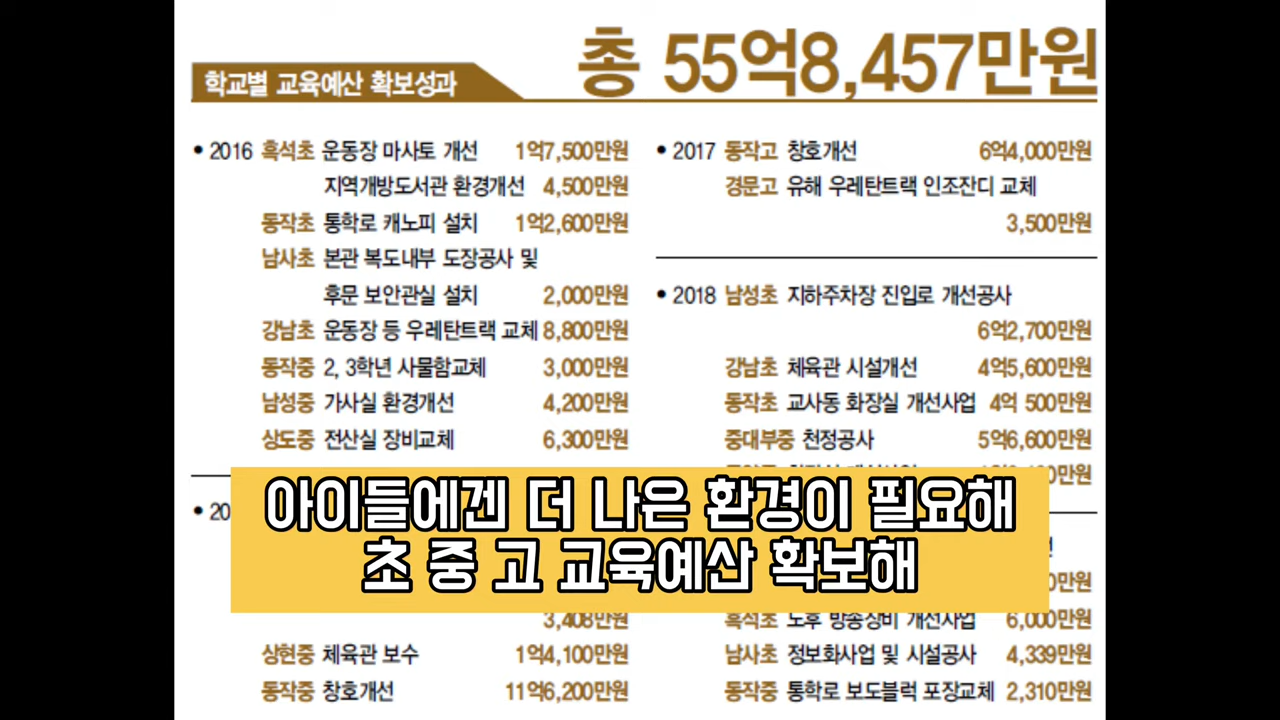 총 55억8,457만원
학교별 교육예산 확보성과
• 2016 흑석초 운동장 마사토 개선 1억7,500만원
지역개방도서관 환경개선 4,500만원
동작초 통학로 캐노피 설치 1억2,600만원
남사초 본관 복도내부 도장공사 및
후문 보안관실 설치 2,000만원
강남초 운동장 등 우레탄트랙 교체 8,800만원
동작중 2, 3학년 사물함교체 3,000만원
남성중 가사실 환경개선 4,200만원
상도중 전산실 장비교체 6,300만원
• 20
3,408만원
상현중 체육관 보수 1억4,100만원
동작중 창호개선 11억6,200만원
• 2017 동작고 창호개선 6억4,000만원
경문고 유해 우레탄트랙 인조잔디 교체
3,500만원
• 2018 남성초 지하주차장 진입로 개선공사
6억2,700만원
강남초 체육관 시설개선 4억5,600만원
동작초 교사동 화장실 개선사업 4억 500만원
중대부중 천정공사 5억6,600만원
흑석초 노후 방송장비 개선사업 6,000만원
남사초 정보화사업 및 시설공사 4,339만원
동작중 통학로 보도블럭 포장교체 2,310만원
아이들에겐 더 나은 환경이 필요해
초 중 고 교육예산 확보해